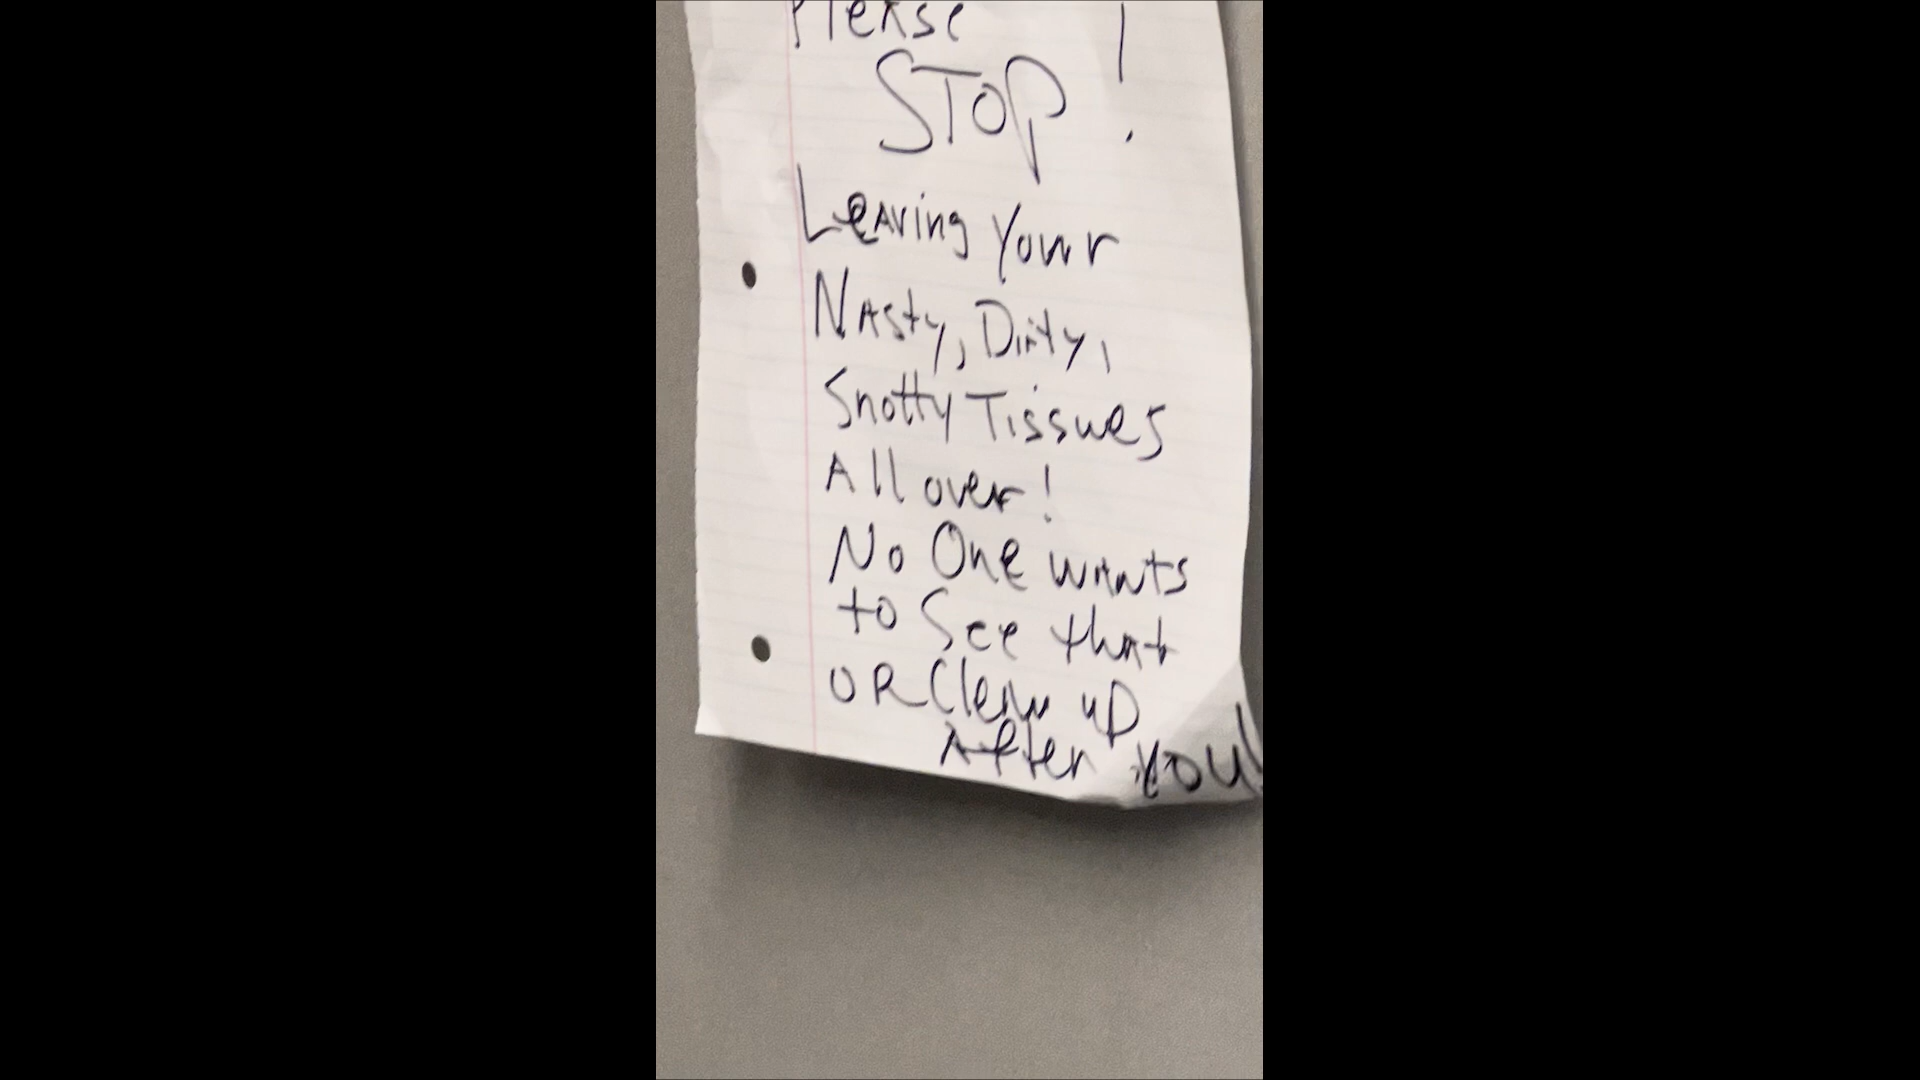 Please
STOP!
Leaving Your
Nasty, Dirty,
Snotty Tissues
All over!
No One wants
to See that
OR Clean up
After You!